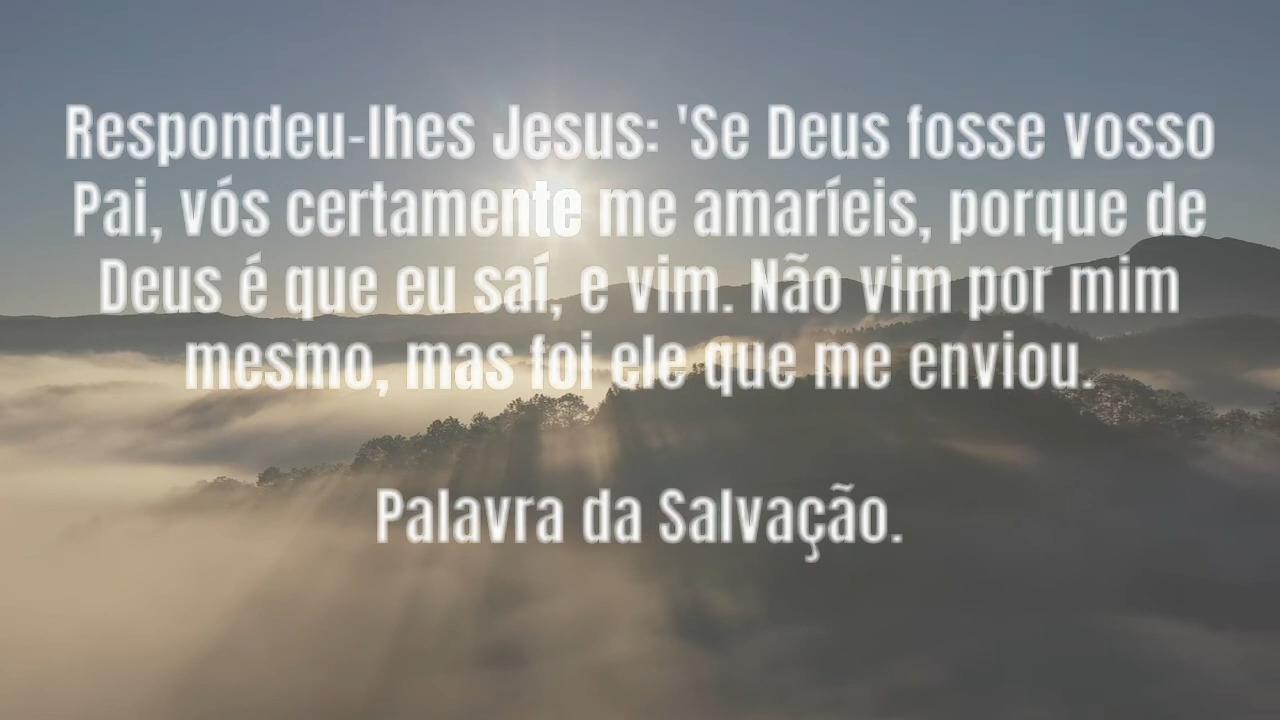 Respondeu-lhes Jesus: 'Se Deus fosse vosso
Pai, vós certamente me amaríeis, porque de
Deus é que eu saí, e vim. Não vim por mim
mesmo, mas foi ele que me enviou.
Palavra da Salvação.